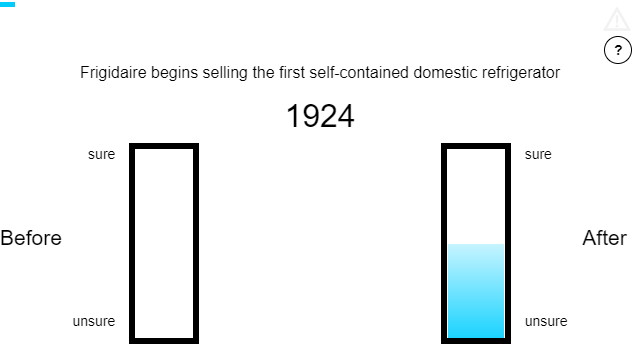 ?
Frigidaire begins selling the first self-contained domestic refrigerator
1924
sure
sure
Before
After
unsure
unsure